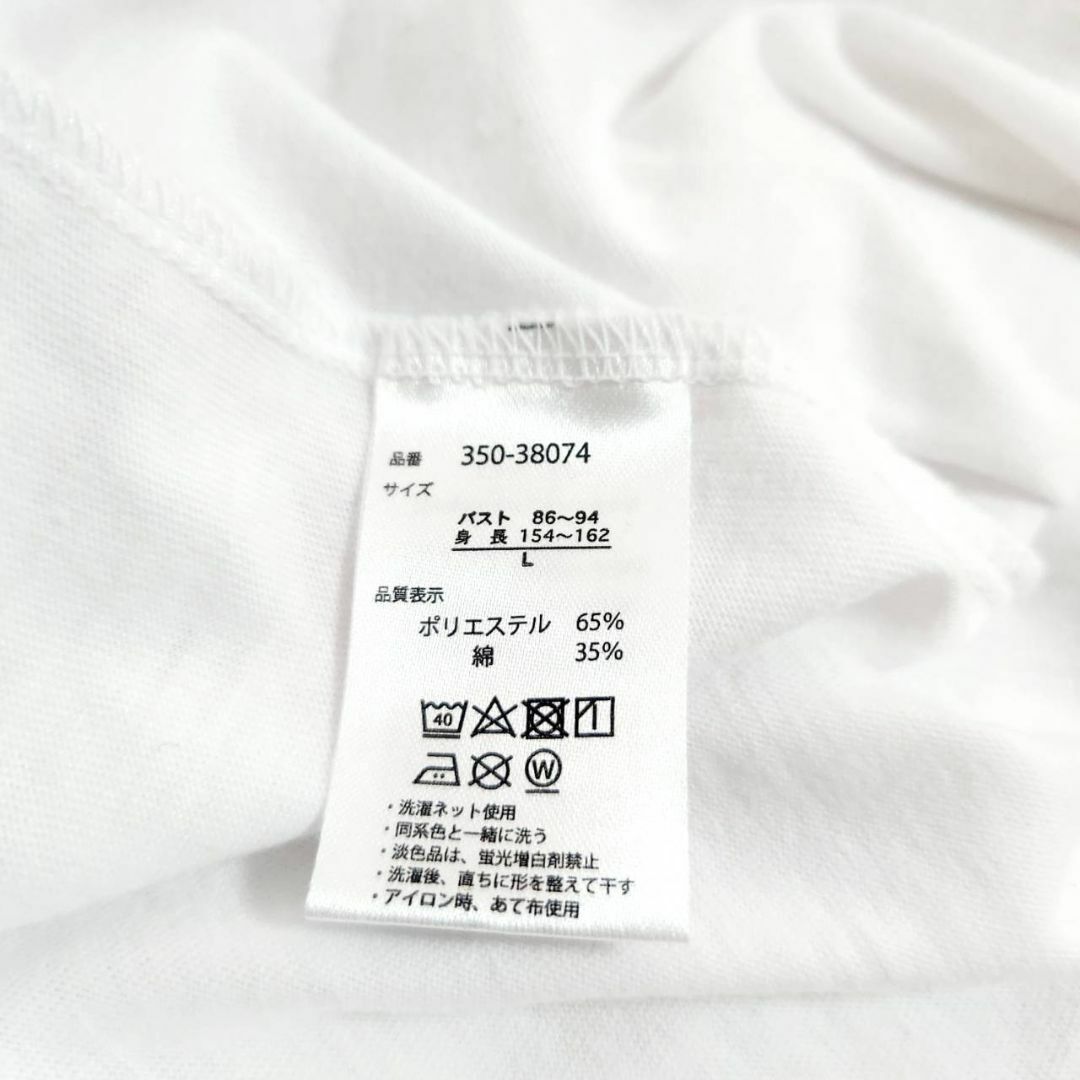 品番 350-38074
サイズ
バスト 86～94
身長 154～162
L
品質表示
ポリエステル 65%
綿 35%
40
W
・洗濯ネット使用
・同系色と一緒に洗う
・淡色品は、蛍光増白剤禁止
・洗濯後、直ちに形を整えて干す
・アイロン時、あて布使用